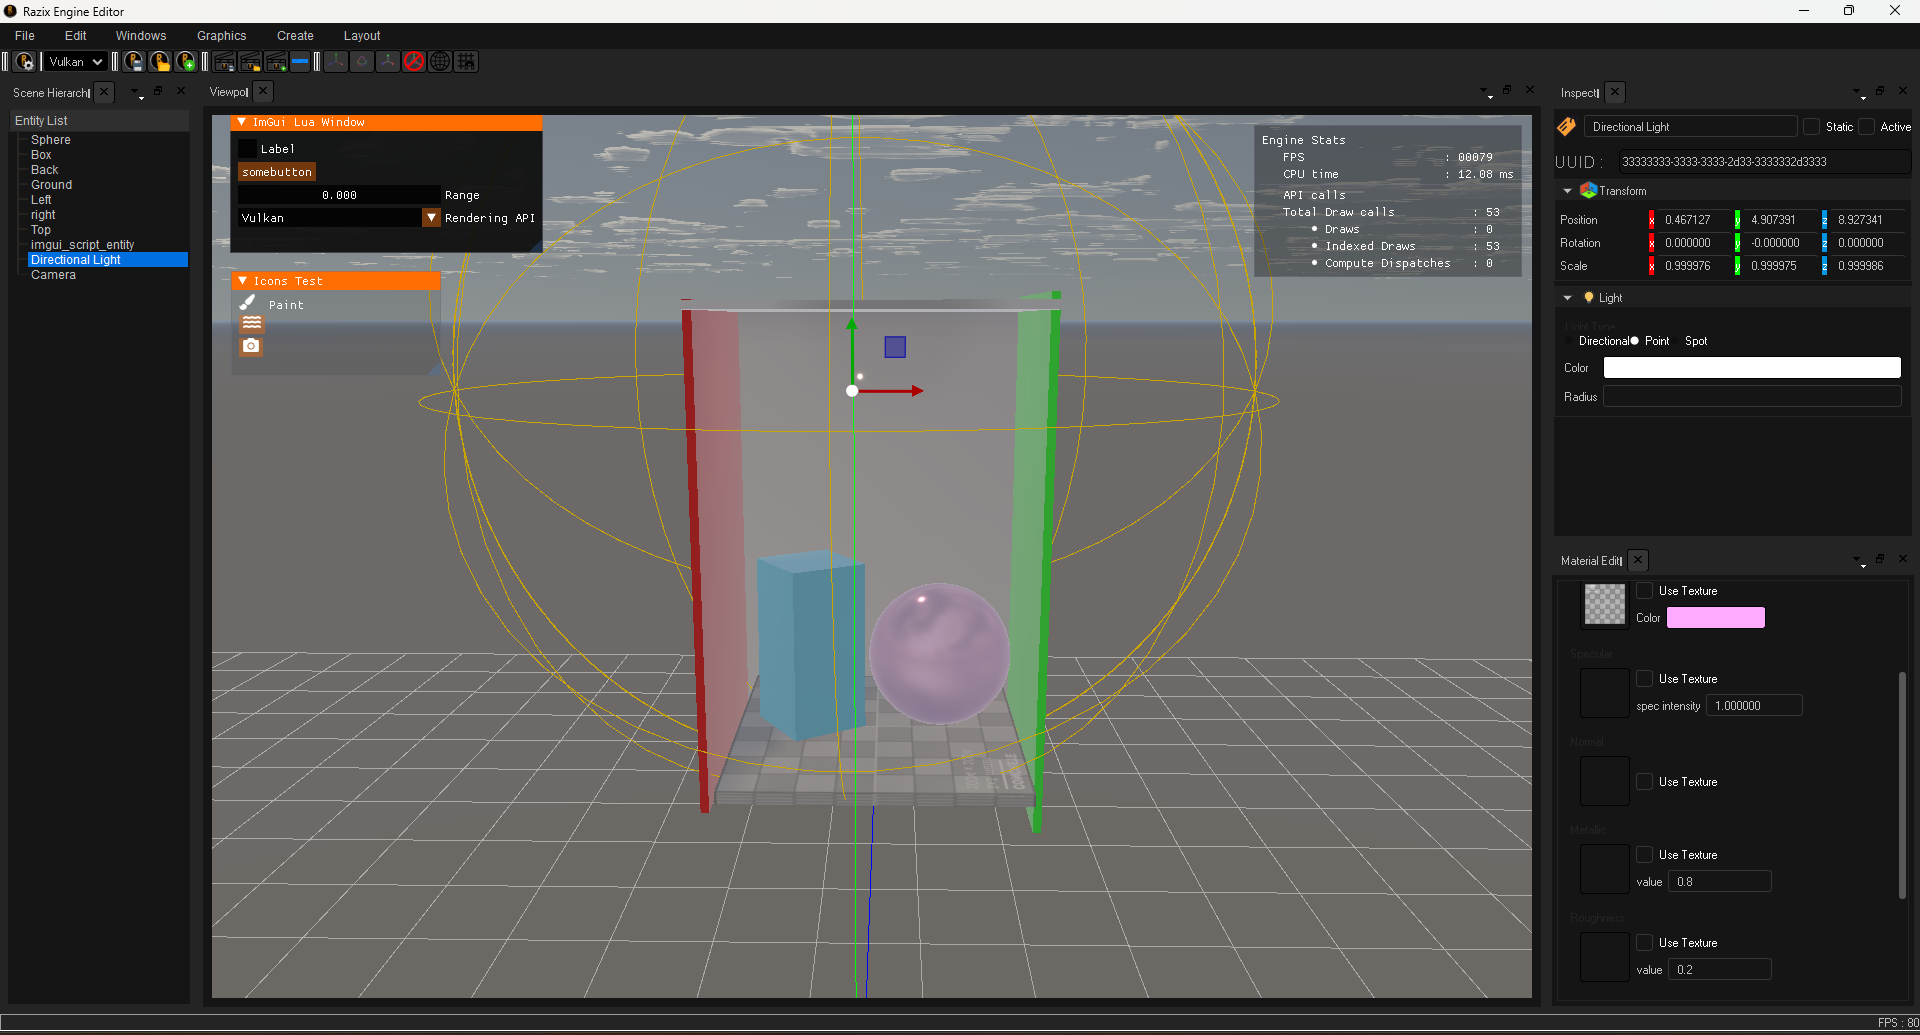 Razix Engine Editor
File Edit Windows Graphics Create Layout
Vulkan
Scene Hierarchi
Entity List
Sphere
Box
Back
Ground
Left
right
Top
imgui_script_entity
Directional Light
Camera
Viewpo
ImGui Lua Window
Label
somebutton
0.000 Range
Vulkan Rendering API
Icons Test
Paint
Engine Stats
FPS : 00079
CPU time : 12.08 ms
API calls
Total Draw calls : 53
• Draws : 0
• Indexed Draws : 53
• Compute Dispatches : 0
Inspect
Directional Light Static Active
UUID : 33333333-3333-3333-2d33-3333332d3333
Transform
Position x 0.467127 y 4.907391 z 8.927341
Rotation x 0.000000 y -0.000000 z 0.000000
Scale x 0.999976 y 0.999975 z 0.999986
Light
Light Type
Directional Point Spot
Color
Radius
Material Edit
Use Texture
Color
Specular
Use Texture
spec intensity 1.000000
Normal
Use Texture
Metallic
Use Texture
value 0.8
Roughness
Use Texture
value 0.2
FPS : 80